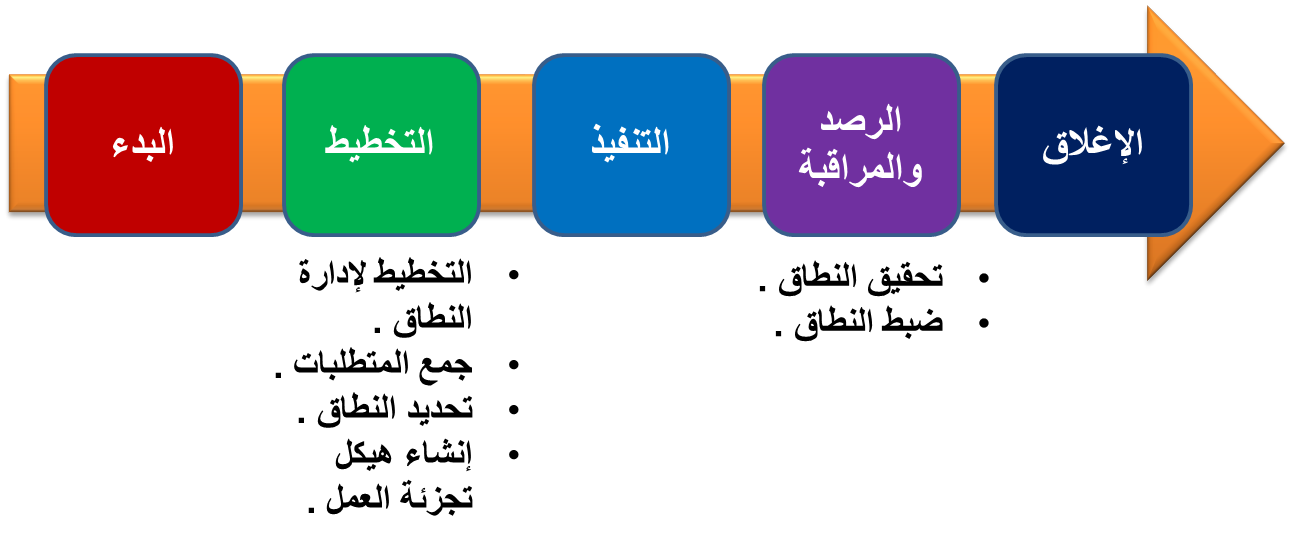 البدء
التخطيط
التنفيذ
الرصد
والمراقبة
الإغلاق
• التخطيط لإدارة
النطاق .
• جمع المتطلبات .
• تحديد النطاق .
• إنشاء هيكل
تجزئة العمل .
• تحقيق النطاق .
• ضبط النطاق .